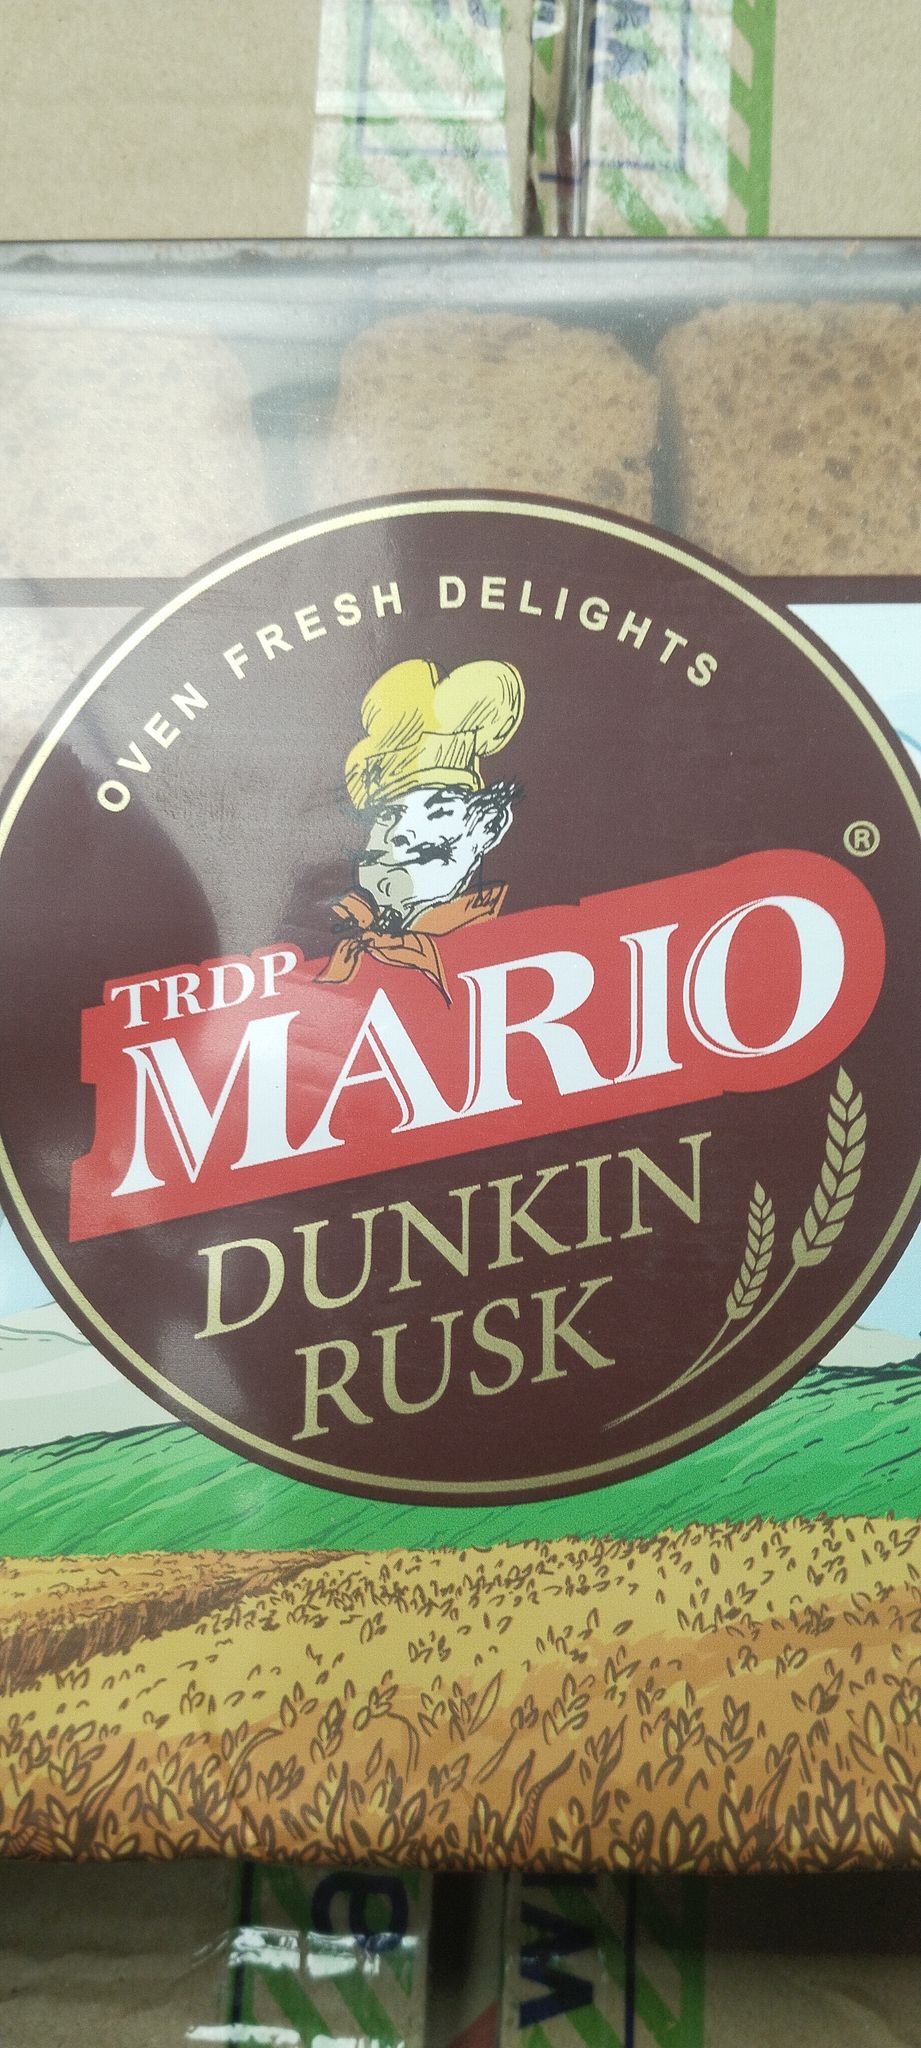 OVEN FRESH DELIGHTS
®
TRDP
MARIO
DUNKIN
RUSK